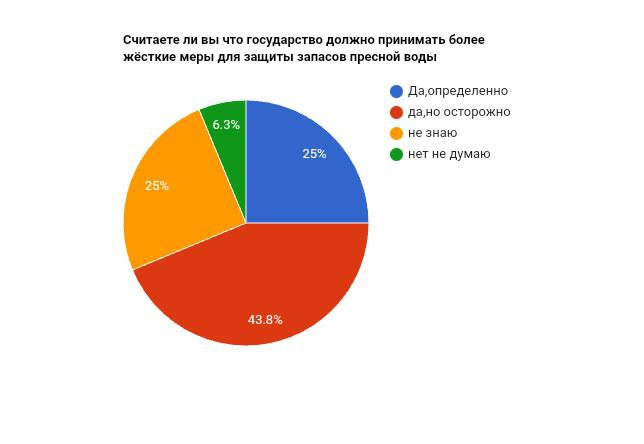 Считаете ли вы что государство должно принимать более
жёсткие меры для защиты запасов пресной воды
Да,определенно
да,но осторожно
не знаю
нет не думаю
6.3%
25%
25%
43.8%